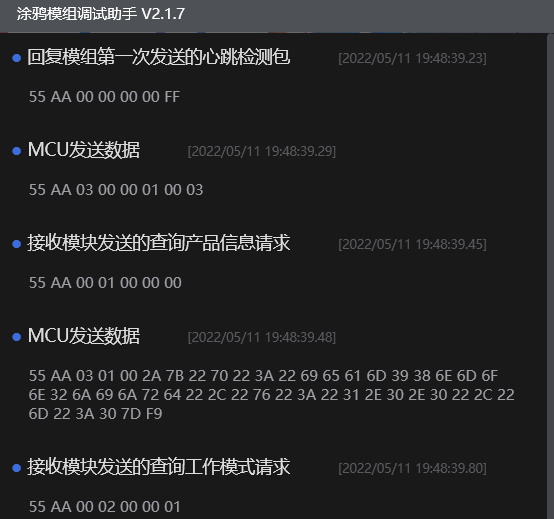 涂鸦模组调试助手 V2.1.7
回复模组第一次发送的心跳检测包 [2022/05/11 19:48:39.23]
55 AA 00 00 00 00 FF
MCU发送数据 [2022/05/11 19:48:39.29]
55 AA 03 00 00 01 00 03
接收模块发送的查询产品信息请求 [2022/05/11 19:48:39.45]
55 AA 00 01 00 00 00
MCU发送数据 [2022/05/11 19:48:39.48]
55 AA 03 01 00 2A 7B 22 70 22 3A 22 69 65 61 6D 39 38 6E 6D 6F
6E 32 6A 69 6A 72 64 22 2C 22 76 22 3A 22 31 2E 30 2E 30 22 2C 22
6D 22 3A 30 7D F9
接收模块发送的查询工作模式请求 [2022/05/11 19:48:39.80]
55 AA 00 02 00 00 01